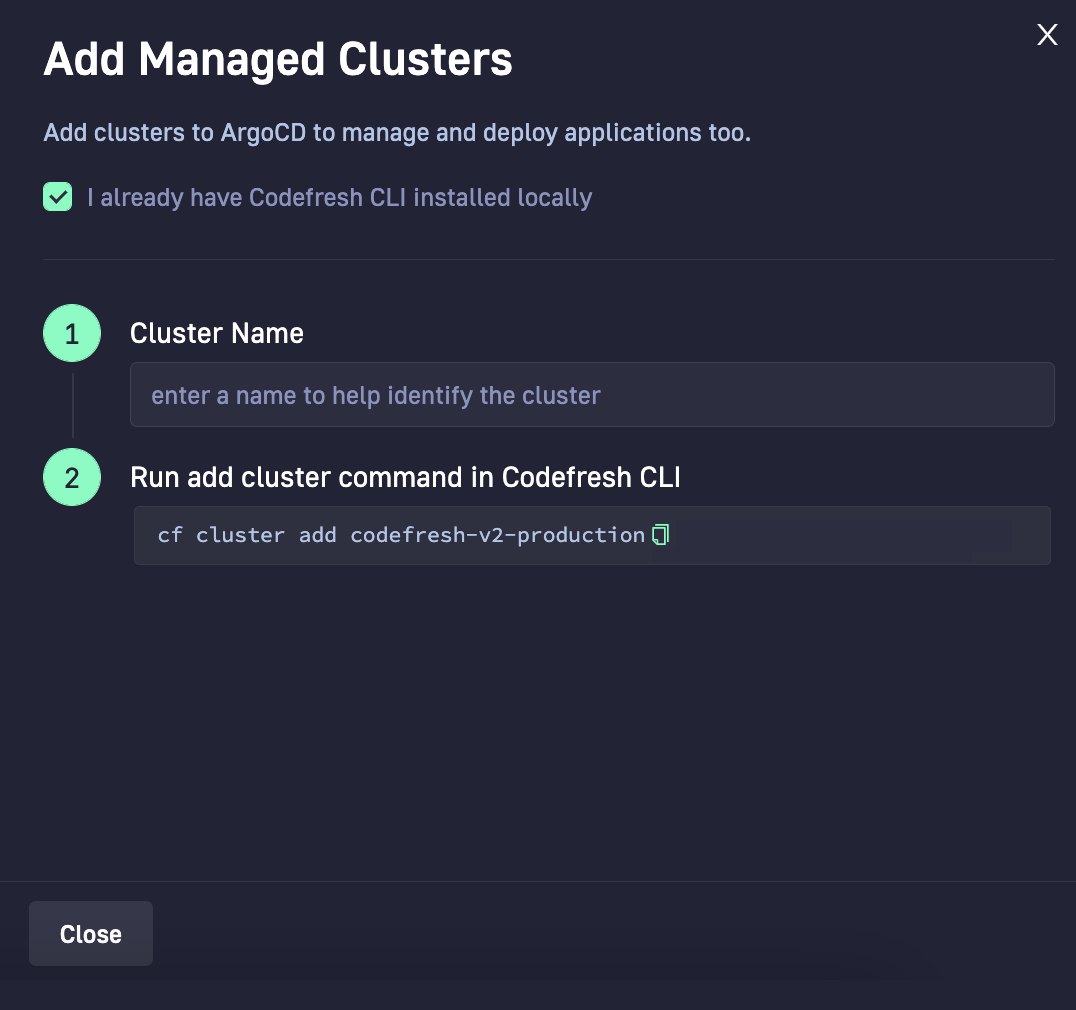 X
Add Managed Clusters
Add clusters to ArgoCD to manage and deploy applications too.
I already have Codefresh CLI installed locally
1
Cluster Name
enter a name to help identify the cluster
2
Run add cluster command in Codefresh CLI
cf cluster add codefresh-v2-production
Close